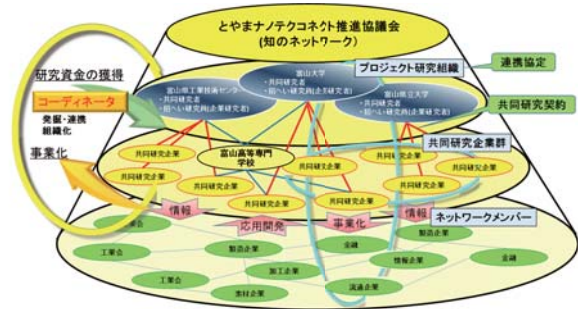 とやまナノテクコネクト推進協議会
(知のネットワーク)
プロジェクト研究組織
連携協定
研究資金の獲得
富山県工業技術センター
・共同研究者
・招へい研究員(企業研究者)
富山大学
・共同研究者
・招へい研究員(企業研究者)
富山県立大学
・共同研究者
・招へい研究員(企業研究者)
コーディネータ
発掘・連携
組織化
共同研究契約
事業化
共同研究企業群
共同研究企業
富山高等専門
学校
共同研究企業
共同研究企業
共同研究企業
共同研究企業
共同研究企業
共同研究企業
共同研究企業
共同研究企業
共同研究企業
情報
応用開発
事業化
情報
ネットワークメンバー
工業会
製造企業
金融
製造企業
工業会
加工企業
情報企業
金融
工業会
素材企業
流通企業